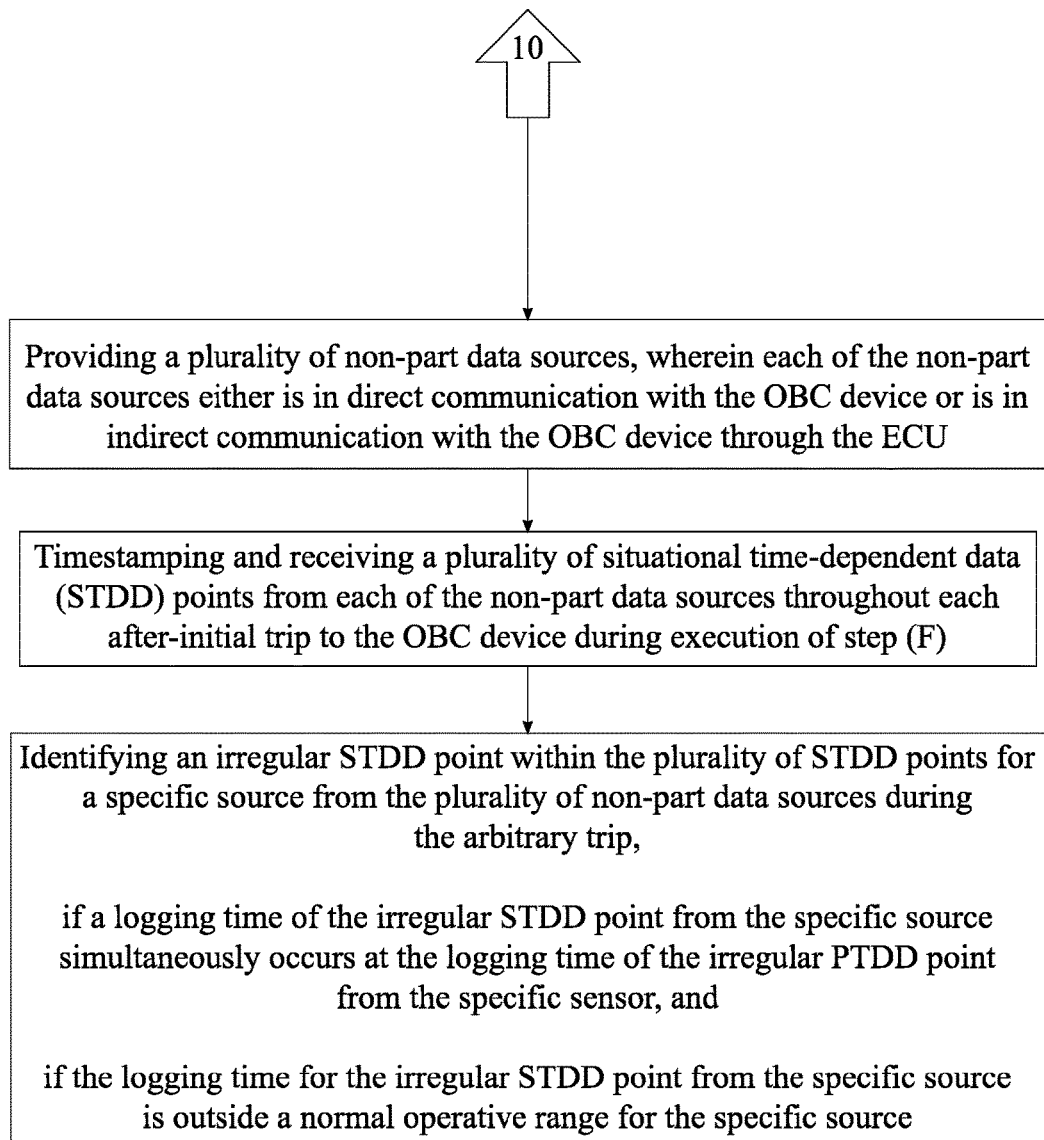 10
Providing a plurality of non-part data sources, wherein each of the non-part
data sources either is in direct communication with the OBC device or is in
indirect communication with the OBC device through the ECU
Timestamping and receiving a plurality of situational time-dependent data
(STDD) points from each of the non-part data sources throughout each
after-initial trip to the OBC device during execution of step (F)
Identifying an irregular STDD point within the plurality of STDD points for
a specific source from the plurality of non-part data sources during
the arbitrary trip,
if a logging time of the irregular STDD point from the specific source
simultaneously occurs at the logging time of the irregular PTDD point
from the specific sensor, and
if the logging time for the irregular STDD point from the specific source
is outside a normal operative range for the specific source